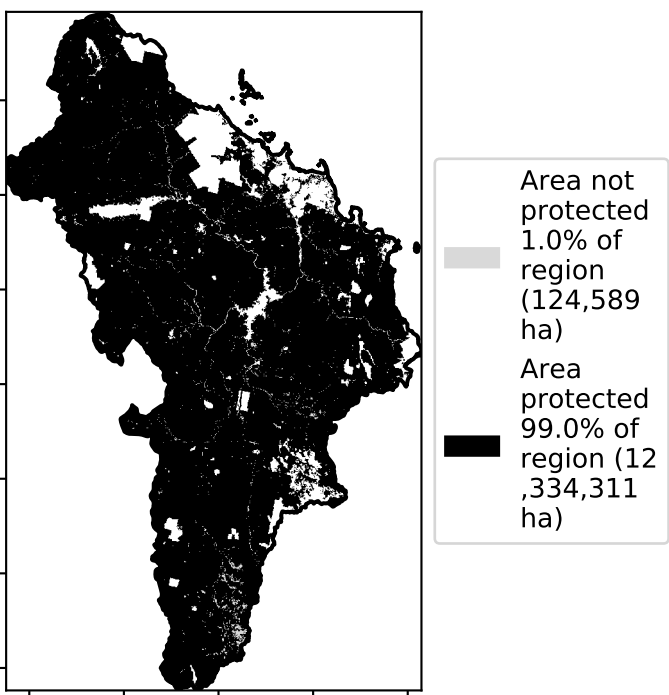 Area not
protected
1.0% of
region
(124,589
ha)
Area
protected
99.0% of
region (12
,334,311
ha)